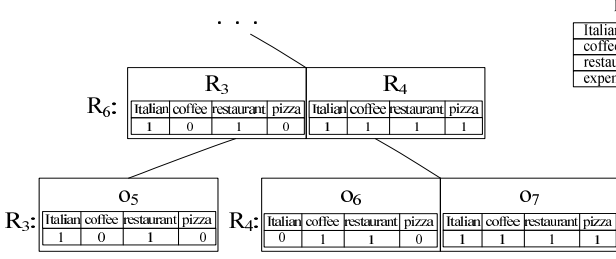 . . .
Italian
coffee
R3 R4
R6:
Italian coffee restaurant pizza Italian coffee restaurant pizza
1 0 1 0 1 1 1 1
o5 o6 o7
R3: Italian coffee restaurant pizza R4: Italian coffee restaurant pizza Italian coffee restaurant pizza
1 0 1 0 0 1 1 0 1 1 1 1